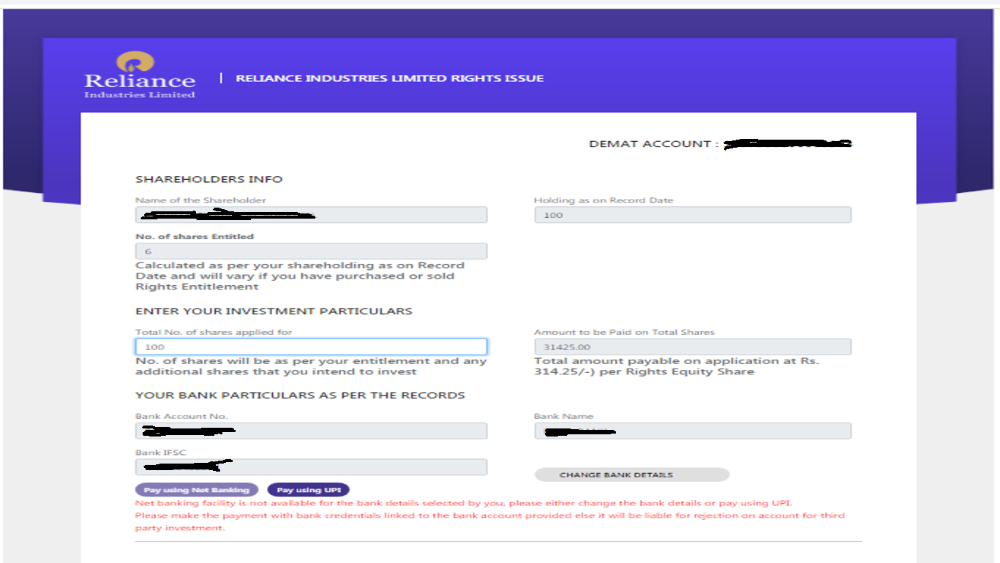 Reliance
Industries Limited
| RELIANCE INDUSTRIES LIMITED RIGHTS ISSUE
DEMAT ACCOUNT :
SHAREHOLDERS INFO
Name of the Shareholder
Holding as on Record Date
100
No. of shares Entitled
6
Calculated as per your shareholding as on Record
Date and will vary if you have purchased or sold
Rights Entitlement
ENTER YOUR INVESTMENT PARTICULARS
Total No. of shares applied for
Amount to be Paid on Total Shares
100
31425.00
No. of shares will be as per your entitlement and any
additional shares that you intend to invest
Total amount payable on application at Rs.
314.25/-) per Rights Equity Share
YOUR BANK PARTICULARS AS PER THE RECORDS
Bank Account No.
Bank Name
Bank IFSC
CHANGE BANK DETAILS
Pay using Net Banking
Pay using UPI
Net banking facility is not available for the bank details selected by you, please either change the bank details or pay using UPI.
Please make the payment with bank credentials linked to the bank account provided else it will be liable for rejection on account for third
party investment.